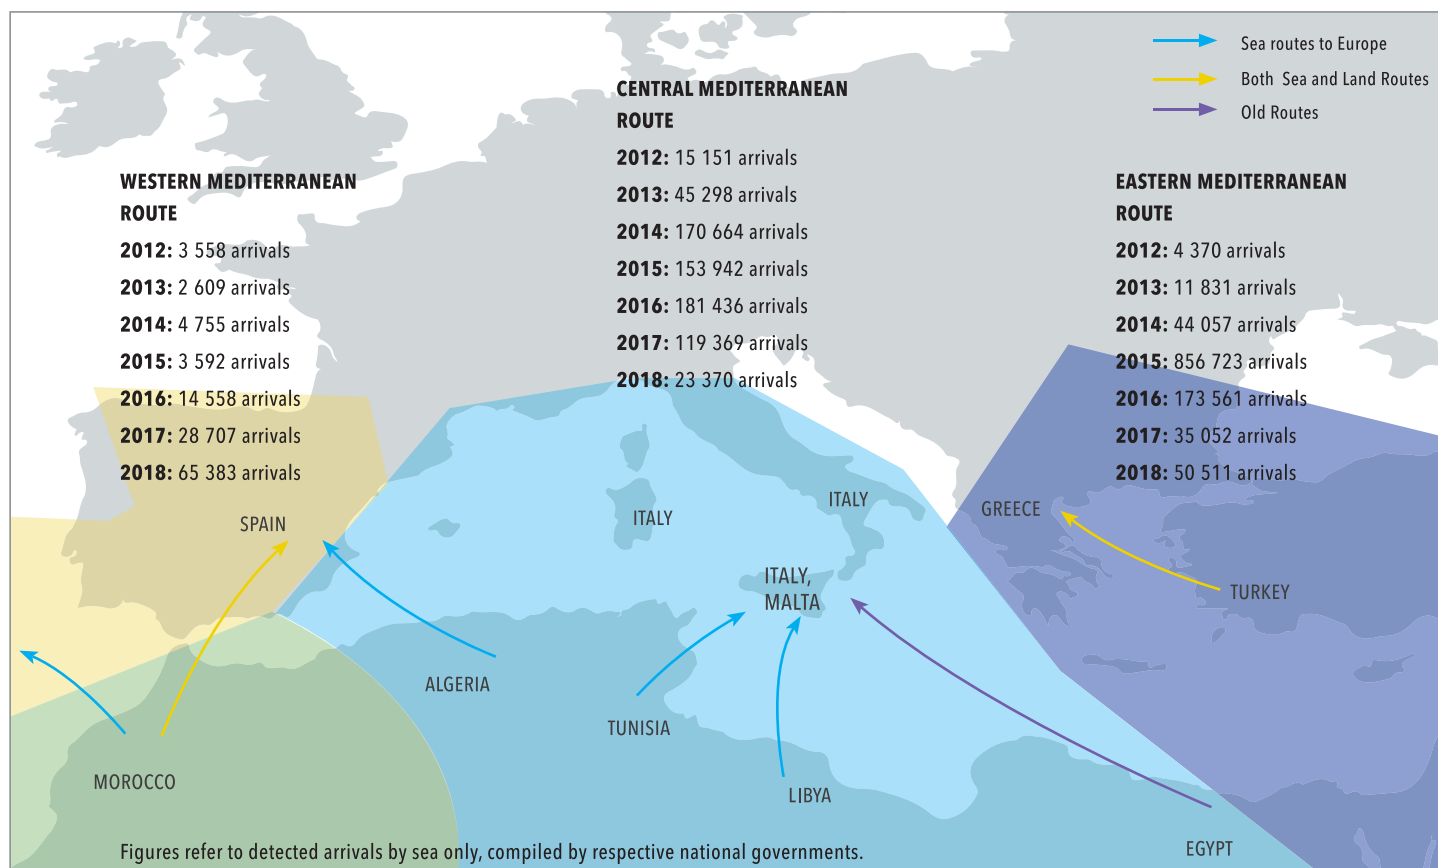 Sea routes to Europe
Both Sea and Land Routes
Old Routes
CENTRAL MEDITERRANEAN
ROUTE
2012: 15 151 arrivals
2013: 45 298 arrivals
2014: 170 664 arrivals
2015: 153 942 arrivals
2016: 181 436 arrivals
2017: 119 369 arrivals
2018: 23 370 arrivals
WESTERN MEDITERRANEAN
ROUTE
2012: 3 558 arrivals
2013: 2 609 arrivals
2014: 4 755 arrivals
2015: 3 592 arrivals
2016: 14 558 arrivals
2017: 28 707 arrivals
2018: 65 383 arrivals
EASTERN MEDITERRANEAN
ROUTE
2012: 4 370 arrivals
2013: 11 831 arrivals
2014: 44 057 arrivals
2015: 856 723 arrivals
2016: 173 561 arrivals
2017: 35 052 arrivals
2018: 50 511 arrivals
SPAIN
ITALY
ITALY
GREECE
ITALY,
MALTA
TURKEY
ALGERIA
TUNISIA
MOROCCO
LIBYA
EGYPT
Figures refer to detected arrivals by sea only, compiled by respective national governments.